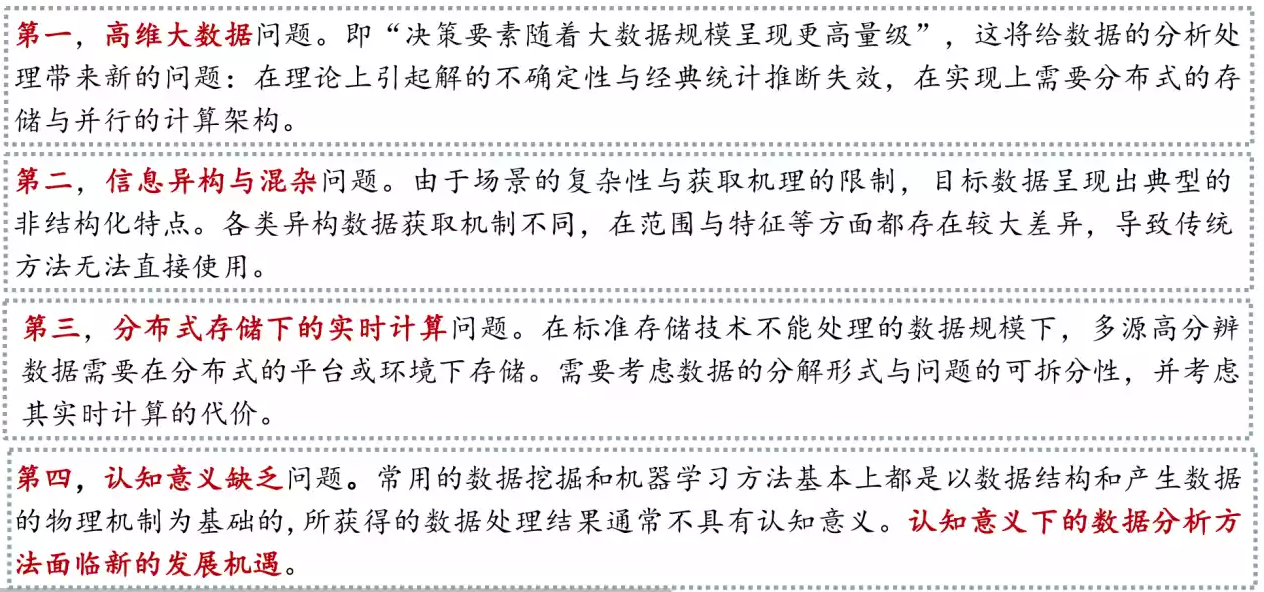 第一，高维大数据问题。即“决策要素随着大数据规模呈现更高量级”，这将给数据的分析处
理带来新的问题：在理论上引起解的不确定性与经典统计推断失效，在实现上需要分布式的存
储与并行的计算架构。
第二，信息异构与混杂问题。由于场景的复杂性与获取机理的限制，目标数据呈现出典型的
非结构化特点。各类异构数据获取机制不同，在范围与特征等方面都存在较大差异，导致传统
方法无法直接使用。
第三，分布式存储下的实时计算问题。在标准存储技术不能处理的数据规模下，多源高分辨
数据需要在分布式的平台或环境下存储。需要考虑数据的分解形式与问题的可拆分性，并考虑
其实时计算的代价。
第四，认知意义缺乏问题。常用的数据挖掘和机器学习方法基本上都是以数据结构和产生数据
的物理机制为基础的,所获得的数据处理结果通常不具有认知意义。认知意义下的数据分析方
法面临新的发展机遇。